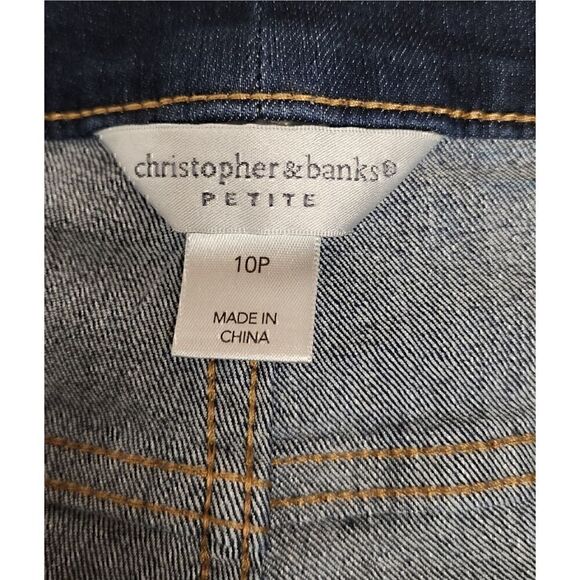 christopher & banks®
PETITE
10P
MADE IN
CHINA